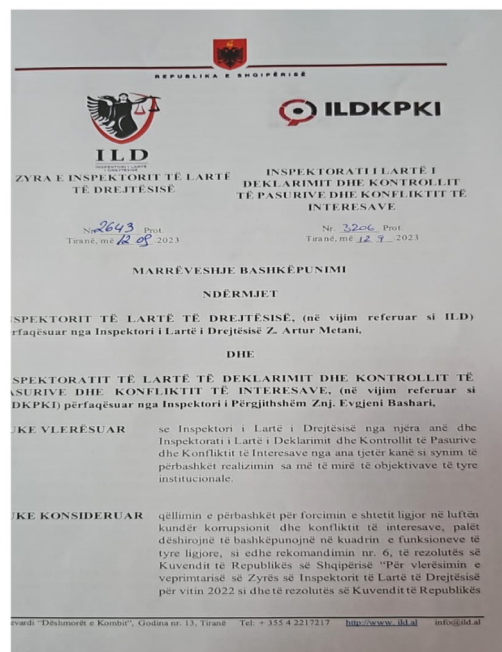 REPUBLIKA E SHQIPËRISË
ILD
ILDKPKI
ZYRA E INSPEKTORIT TË LARTË
TË DREJTËSISË
INSPEKTORATI I LARTË I
DEKLARIMIT DHE KONTROLLIT
TË PASURIVE DHE KONFLIKTIT TË
INTERESAVE
Nr. 2643 Prot.
Tiranë, më 12.09 2023
Nr. 3206 Prot.
Tiranë, më 12.9.2023
MARRËVESHJE BASHKËPUNIMI
NDËRMJET
SPEKTORIT TË LARTË TË DREJTËSISË, (në vijim referuar si ILD)
rfaqësuar nga Inspektori i Lartë i Drejtësisë Z. Artur Metani,
DHE
SPEKTORATIT TË LARTË TË DEKLARIMIT DHE KONTROLLIT TË
ASURIVE DHE KONFLIKTIT TË INTERESAVE, (në vijim referuar si
DKPKI) përfaqësuar nga Inspektori i Përgjithshëm Znj. Evgjeni Bashari,
UKE VLERËSUAR
se Inspektori i Lartë i Drejtësisë nga njëra anë dhe
Inspektorati i Lartë i Deklarimit dhe Kontrollit të Pasurive
dhe Konfliktit të Interesave nga ana tjetër kanë si synim të
përbashkët realizimin sa më të mirë të objektivave të tyre
institucionale.
UKE KONSIDERUAR
qëllimin e përbashkët për forcimin e shtetit ligjor në luftën
kundër korrupsionit dhe konfliktit të interesave, palët
dëshirojnë të bashkëpunojnë në kuadrin e funksioneve të
tyre ligjore, si edhe rekomandimin nr. 6, të rezolutës së
Kuvendit të Republikës së Shqipërisë "Për vlerësimin e
veprimtarisë së Zyrës së Inspektorit të Lartë të Drejtësisë
për vitin 2022 si dhe të rezolutës së Kuvendit të Republikës
evardi "Dëshmorët e Kombit", Godina nr. 13, Tiranë Tel: + 355 4 2217217 http://www. ild.al info@ild.al